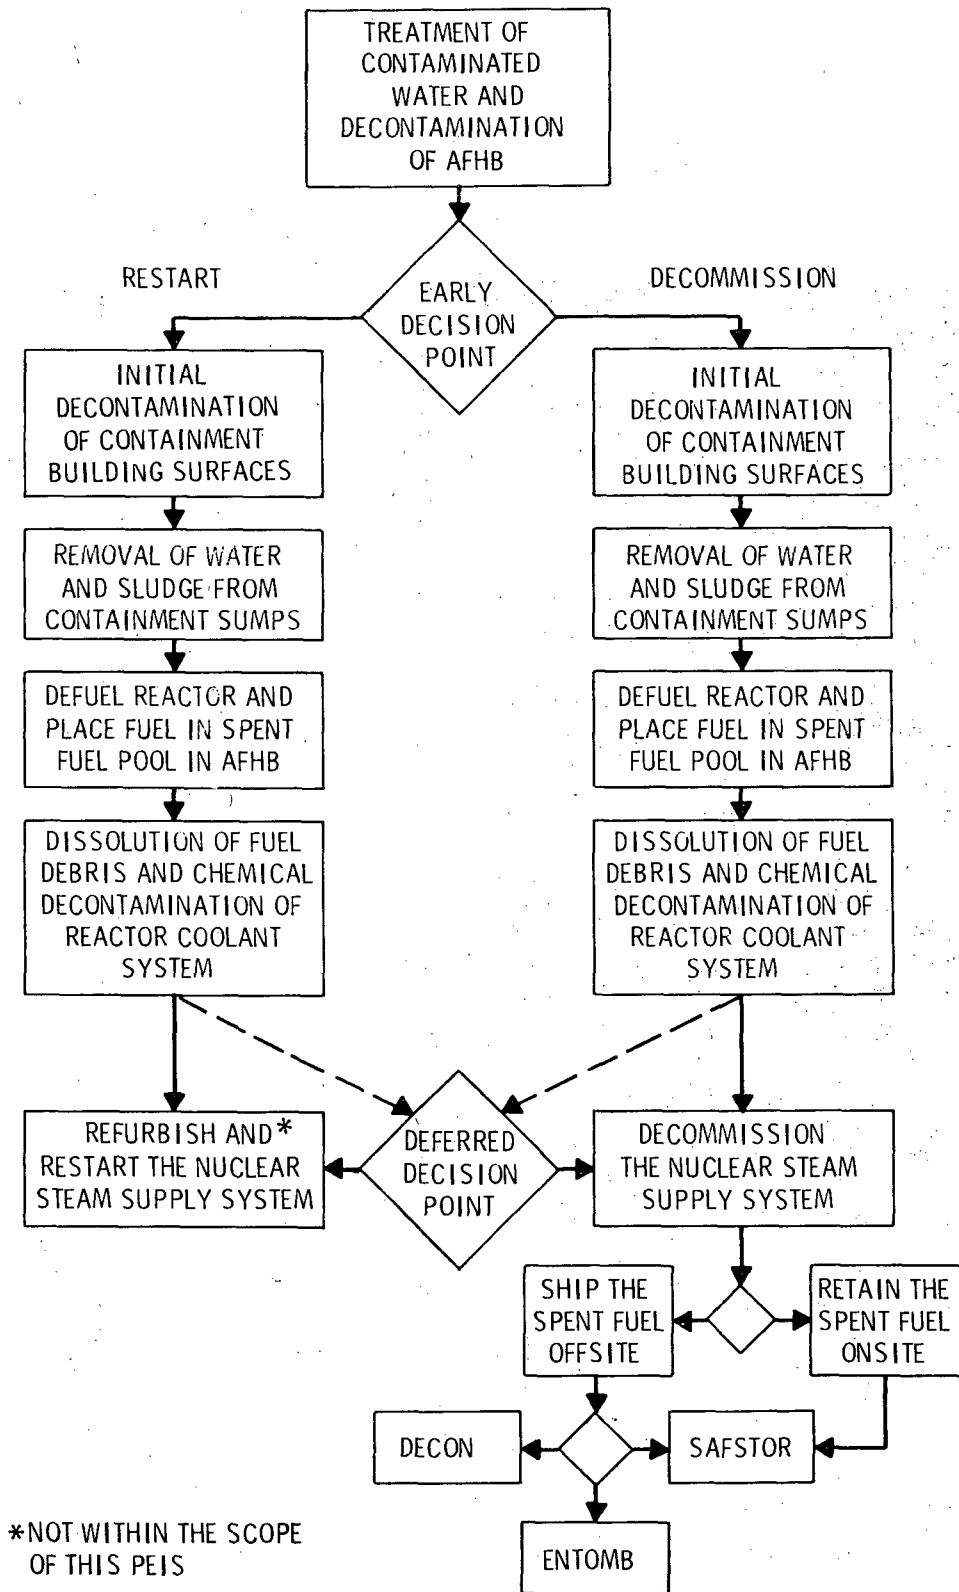 TREATMENT OF
CONTAMINATED
WATER AND
DECONTAMINATION
OF AFHB
RESTART
DECOMMISSION
EARLY
DECISION
POINT
INITIAL
DECONTAMINATION
OF CONTAINMENT
BUILDING SURFACES
INITIAL
DECONTAMINATION
OF CONTAINMENT
BUILDING SURFACES
REMOVAL OF WATER
AND SLUDGE FROM
CONTAINMENT SUMPS
REMOVAL OF WATER
AND SLUDGE FROM
CONTAINMENT SUMPS
DEFUEL REACTOR AND
PLACE FUEL IN SPENT
FUEL POOL IN AFHB
DEFUEL REACTOR AND
PLACE FUEL IN SPENT
FUEL POOL IN AFHB
DISSOLUTION OF FUEL
DEBRIS AND CHEMICAL
DECONTAMINATION OF
REACTOR COOLANT
SYSTEM
DISSOLUTION OF FUEL
DEBRIS AND CHEMICAL
DECONTAMINATION OF
REACTOR COOLANT
SYSTEM
REFURBISH AND*
RESTART THE NUCLEAR
STEAM SUPPLY SYSTEM
DEFERRED
DECISION
POINT
DECOMMISSION
THE NUCLEAR STEAM
SUPPLY SYSTEM
SHIP THE
SPENT FUEL
OFFSITE
RETAIN THE
SPENT FUEL
ONSITE
DECON
SAFSTOR
ENTOMB
*NOT WITHIN THE SCOPE
OF THIS PEIS